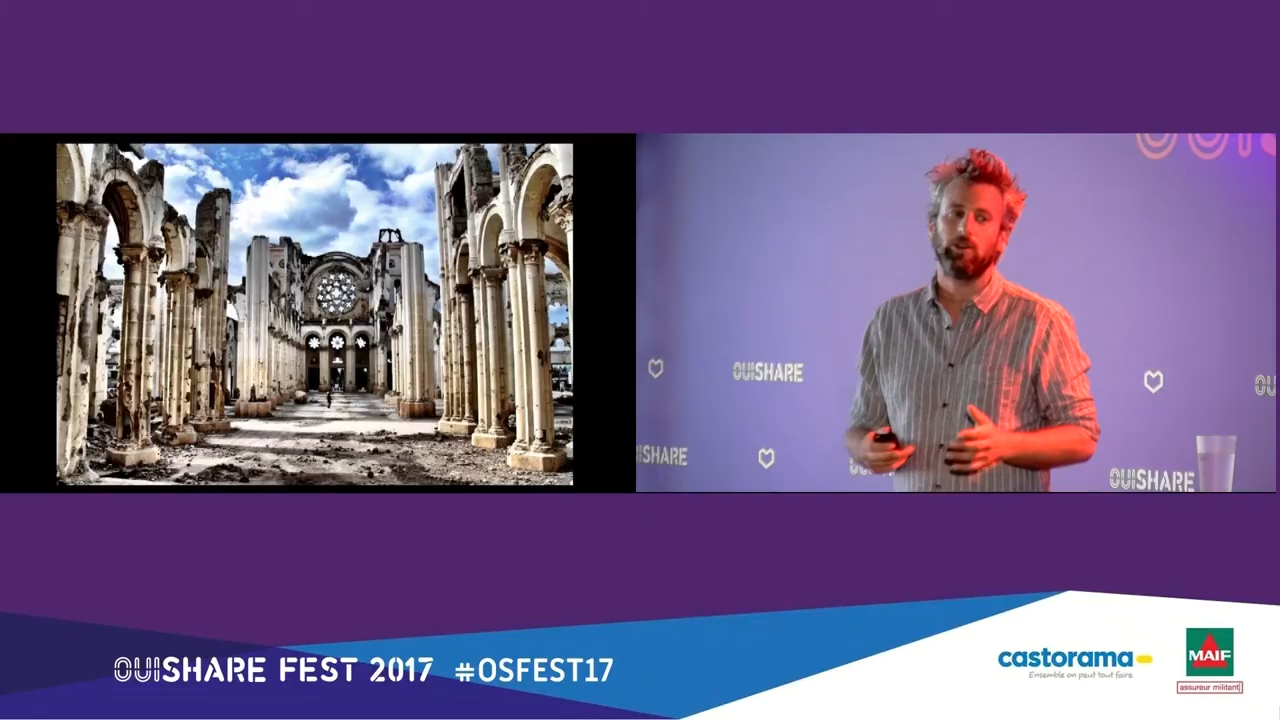 OUISHARE
OUISHARE
OUISHARE
OUISHARE FEST 2017 #OSFEST17
castorama
Ensemble on peut tout faire
MAIF
assureur militant